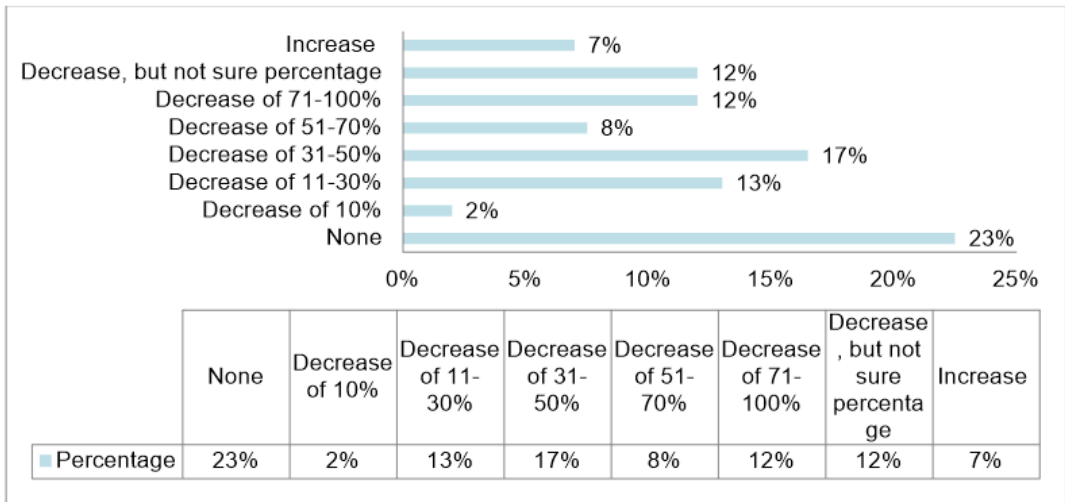 Increase 7%
Decrease, but not sure percentage 12%
Decrease of 71-100% 12%
Decrease of 51-70% 8%
Decrease of 31-50% 17%
Decrease of 11-30% 13%
Decrease of 10% 2%
None 23%
0% 5% 10% 15% 20% 25%
None
Decrease
of 10%
Decrease
of 11-
30%
Decrease
of 31-
50%
Decrease
of 51-
70%
Decrease
of 71-
100%
Decrease
, but not
sure
percenta
ge
Increase
Percentage 23% 2% 13% 17% 8% 12% 12% 7%